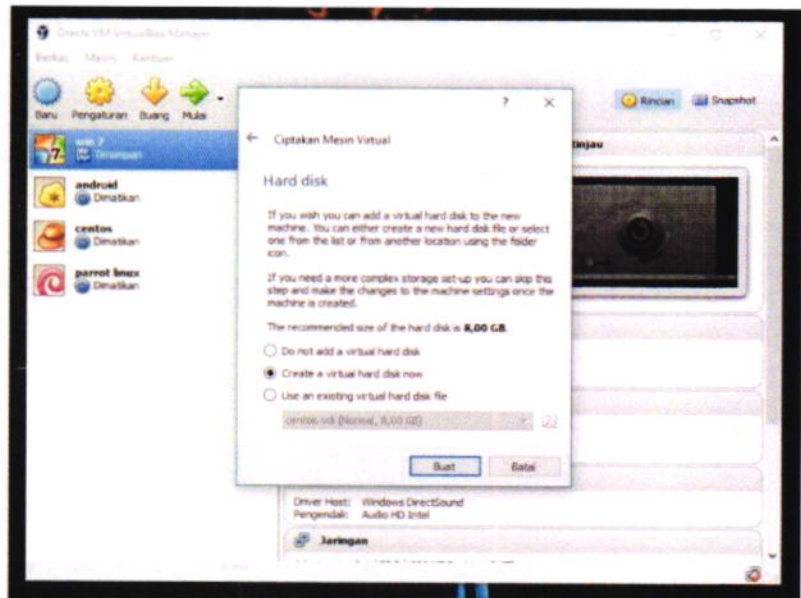 Oracle VM VirtualBox Manager
Berkas Mesin Bantuan
Baru Pengaturan Buang Mulai
Rincian Snapshot
win 7
Tersimpan
android
Dimatikan
centos
Dimatikan
parrot linux
Dimatikan
? ×
Ciptakan Mesin Virtual
Hard disk
If you wish you can add a virtual hard disk to the new
machine. You can either create a new hard disk file or select
one from the list or from another location using the folder
icon.
If you need a more complex storage set-up you can skip this
step and make the changes to the machine settings once the
machine is created.
The recommended size of the hard disk is 8,00 GB.
Do not add a virtual hard disk
Create a virtual hard disk now
Use an existing virtual hard disk file
centos.vdi (Normal, 8,00 GB)
Buat Batal
tinjau
Driver Host: Windows DirectSound
Pengendali: Audio HD Intel
Jaringan